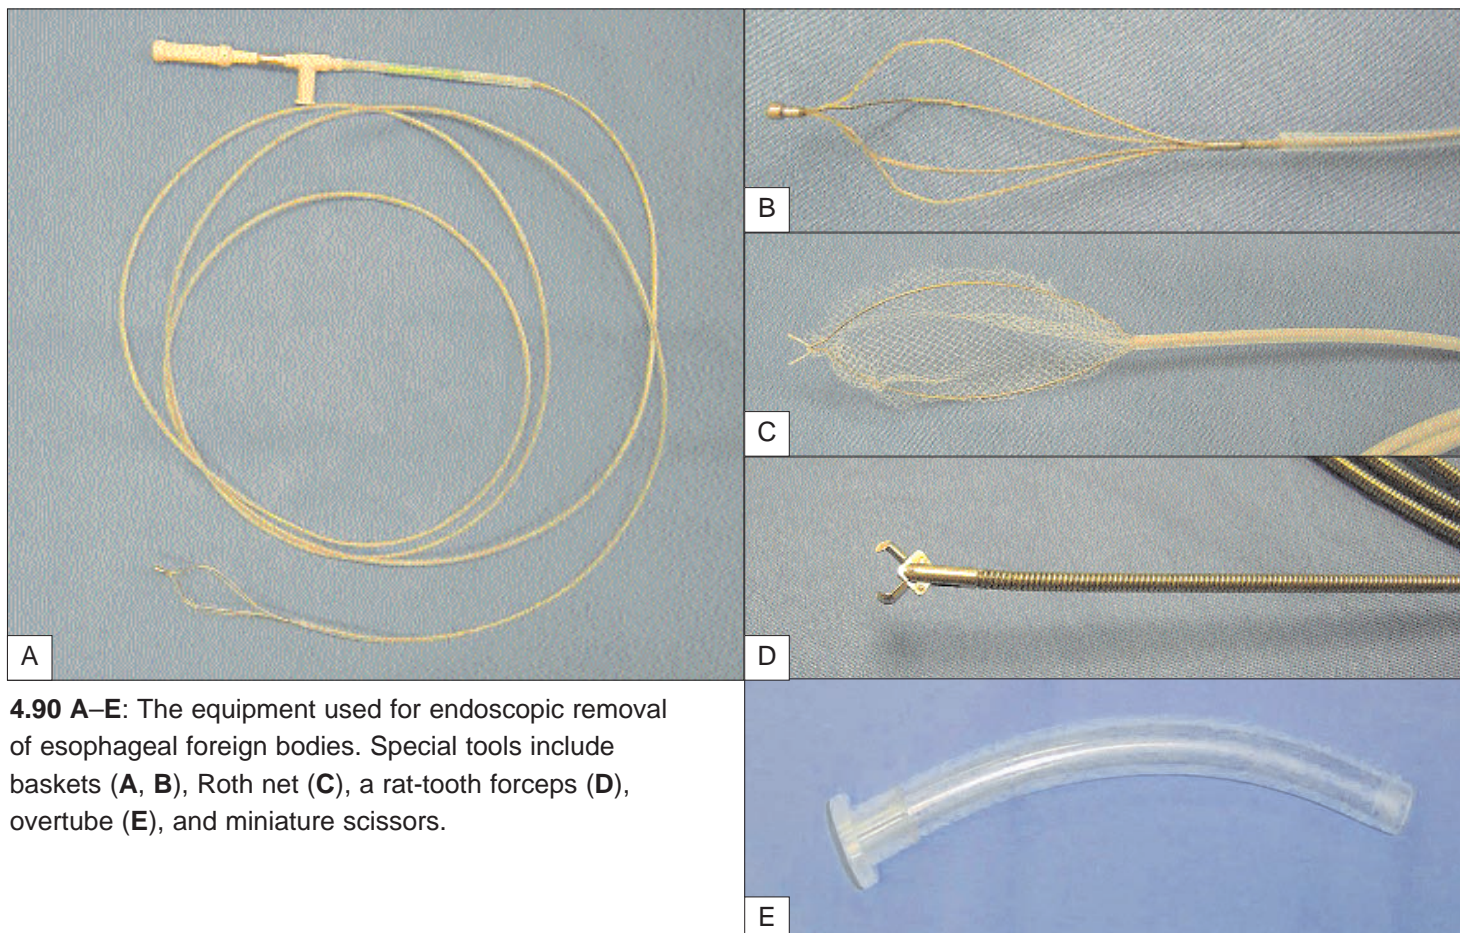 A
B
C
D
E
4.90 A–E: The equipment used for endoscopic removal
of esophageal foreign bodies. Special tools include
baskets (A, B), Roth net (C), a rat-tooth forceps (D),
overtube (E), and miniature scissors.